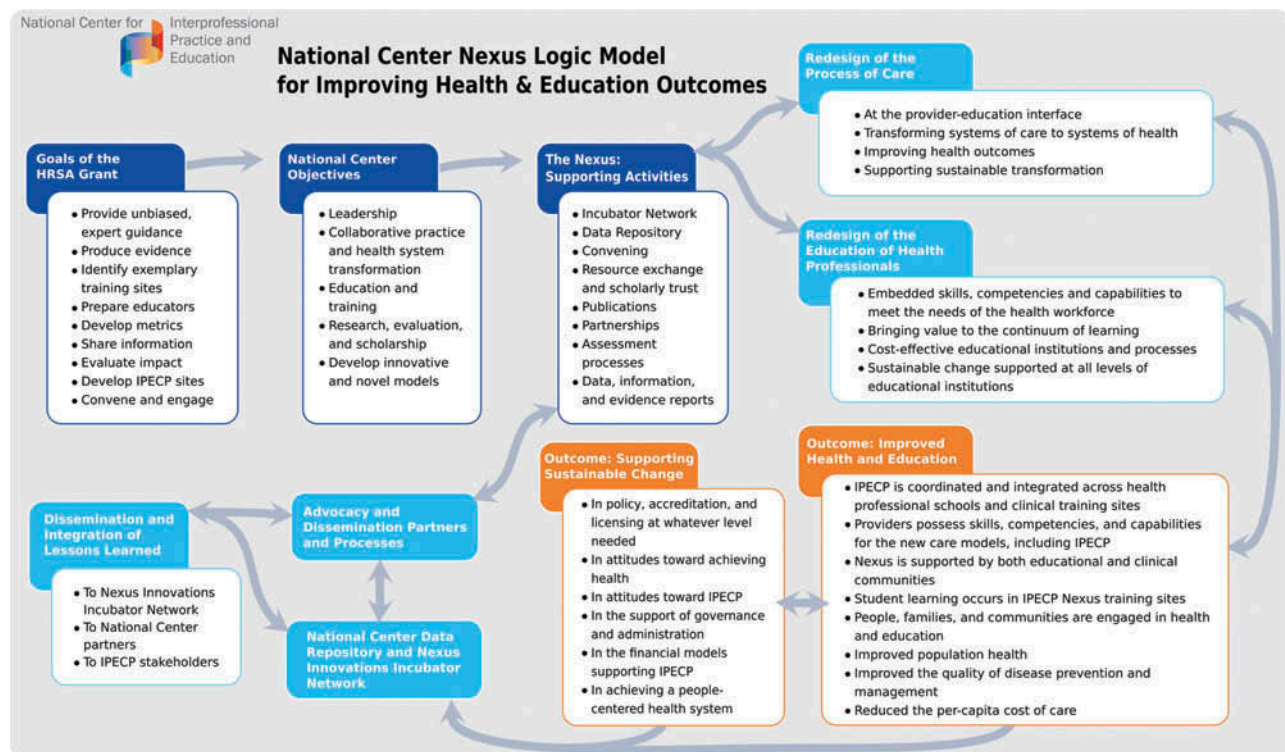 National Center for
Interprofessional
Practice and
Education
National Center Nexus Logic Model
for Improving Health & Education Outcomes
Goals of the
HRSA Grant
• Provide unbiased,
expert guidance
• Produce evidence
• Identify exemplary
training sites
• Prepare educators
• Develop metrics
• Share information
• Evaluate impact
• Develop IPECP sites
• Convene and engage
National Center
Objectives
• Leadership
• Collaborative practice
and health system
transformation
• Education and
training
• Research, evaluation,
and scholarship
• Develop innovative
and novel models
The Nexus:
Supporting Activities
• Incubator Network
• Data Repository
• Convening
• Resource exchange
and scholarly trust
• Publications
• Partnerships
• Assessment
processes
• Data, information,
and evidence reports
Redesign of the
Process of Care
• At the provider-education interface
• Transforming systems of care to systems of health
• Improving health outcomes
• Supporting sustainable transformation
Redesign of the
Education of Health
Professionals
• Embedded skills, competencies and capabilities to
meet the needs of the health workforce
• Bringing value to the continuum of learning
• Cost-effective educational institutions and processes
• Sustainable change supported at all levels of
educational institutions
Dissemination and
Integration of
Lessons Learned
• To Nexus Innovations
Incubator Network
• To National Center
partners
• To IPECP stakeholders
Advocacy and
Dissemination Partners
and Processes
National Center Data
Repository and Nexus
Innovations Incubator
Network
Outcome: Supporting
Sustainable Change
• In policy, accreditation, and
licensing at whatever level
needed
• In attitudes toward achieving
health
• In attitudes toward IPECP
• In the support of governance
and administration
• In the financial models
supporting IPECP
• In achieving a people-
centered health system
Outcome: Improved
Health and Education
• IPECP is coordinated and integrated across health
professional schools and clinical training sites
• Providers possess skills, competencies, and capabilities
for the new care models, including IPECP
• Nexus is supported by both educational and clinical
communities
• Student learning occurs in IPECP Nexus training sites
• People, families, and communities are engaged in health
and education
• Improved population health
• Improved the quality of disease prevention and
management
• Reduced the per-capita cost of care